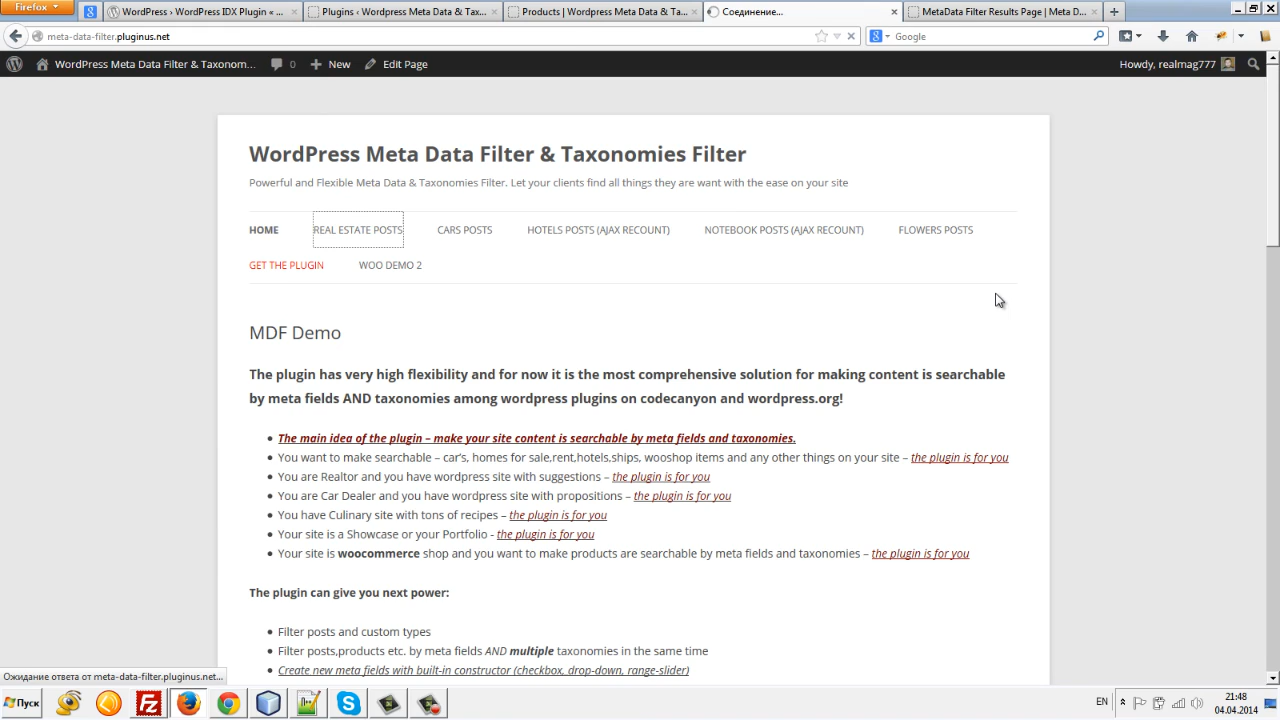 Firefox
WordPress › WordPress IDX Plugin « ...
Plugins ‹ Wordpress Meta Data & Tax...
Products | Wordpress Meta Data & Ta...
Соединение...
MetaData Filter Results Page | Meta D...
meta-data-filter.pluginus.net
Google
WordPress Meta Data Filter & Taxonom...
0
New
Edit Page
Howdy, realmag777
WordPress Meta Data Filter & Taxonomies Filter
Powerful and Flexible Meta Data & Taxonomies Filter. Let your clients find all things they are want with the ease on your site
HOME
REAL ESTATE POSTS
CARS POSTS
HOTELS POSTS (AJAX RECOUNT)
NOTEBOOK POSTS (AJAX RECOUNT)
FLOWERS POSTS
GET THE PLUGIN
WOO DEMO 2
MDF Demo
The plugin has very high flexibility and for now it is the most comprehensive solution for making content is searchable
by meta fields AND taxonomies among wordpress plugins on codecanyon and wordpress.org!
The main idea of the plugin – make your site content is searchable by meta fields and taxonomies.
You want to make searchable – car's, homes for sale,rent,hotels,ships, wooshop items and any other things on your site – the plugin is for you
You are Realtor and you have wordpress site with suggestions – the plugin is for you
You are Car Dealer and you have wordpress site with propositions – the plugin is for you
You have Culinary site with tons of recipes – the plugin is for you
Your site is a Showcase or your Portfolio - the plugin is for you
Your site is woocommerce shop and you want to make products are searchable by meta fields and taxonomies – the plugin is for you
The plugin can give you next power:
Filter posts and custom types
Filter posts,products etc. by meta fields AND multiple taxonomies in the same time
Create new meta fields with built-in constructor (checkbox, drop-down, range-slider)
Ожидание ответа от meta-data-filter.pluginus.net...
Пуск
EN
21:48
04.04.2014